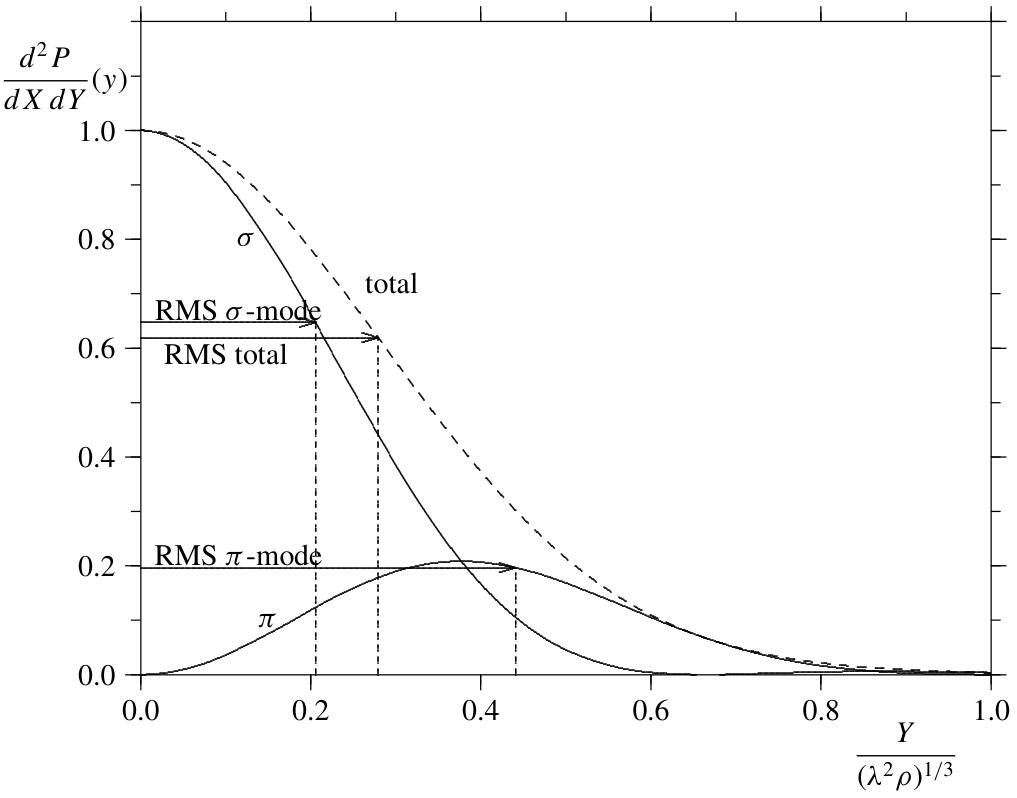 d² P
dX dY (y)
1.0
σ
0.8
total
RMS σ-mode
0.6
RMS total
0.4
RMS π-mode
0.2
π
0.0
0.0 0.2 0.4 0.6 0.8 1.0
Y
(λ²ρ)^{1/3}